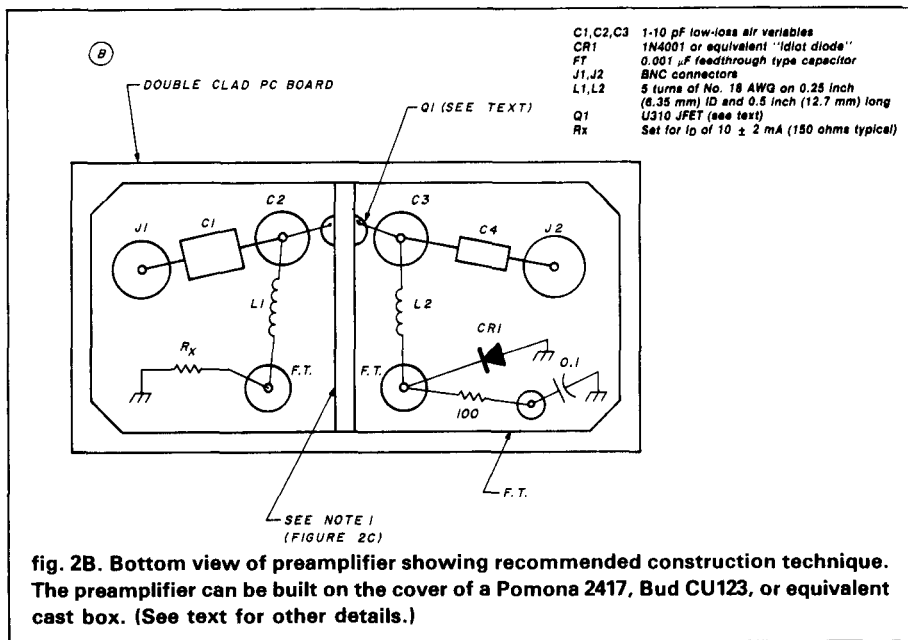 B
C1,C2,C3 1-10 pF low-loss air variables
CR1 1N4001 or equivalent "idiot diode"
FT 0.001 µF feedthrough type capacitor
J1,J2 BNC connectors
L1,L2 5 turns of No. 18 AWG on 0.25 inch
(6.35 mm) ID and 0.5 inch (12.7 mm) long
Q1 U310 JFET (see text)
Rx Set for ID of 10 ± 2 mA (150 ohms typical)
DOUBLE CLAD PC BOARD
Q1 (SEE TEXT)
J1
C1
C2
C3
C4
J2
L1
L2
RX
F.T.
F.T.
CR1
0.1
100
F.T.
SEE NOTE 1
(FIGURE 2C)
fig. 2B. Bottom view of preamplifier showing recommended construction technique.
The preamplifier can be built on the cover of a Pomona 2417, Bud CU123, or equivalent
cast box. (See text for other details.)